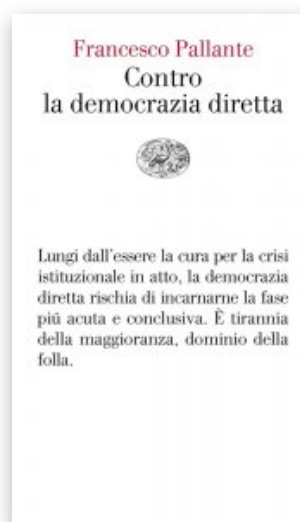 Francesco Pallante
Contro
la democrazia diretta
Lungi dall'essere la cura per la crisi
istituzionale in atto, la democrazia
diretta rischia di incarnarne la fase
piú acuta e conclusiva. È tirannia
della maggioranza, dominio della
folla.